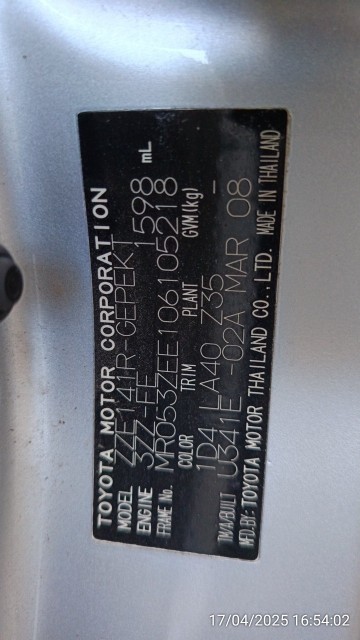 TOYOTA MOTOR CORPORATION
MODEL ZZE141R-GEPEKT
ENGINE 3ZZ-FE 1598 mL
FRAME No. MR053ZEE106105218
COLOR TRIM PLANT GVM(kg)
1D4 LA40 Z35 -
TM/A/BUILT U341E -02A MAR 08
MFD.BY: TOYOTA MOTOR THAILAND CO.,LTD. MADE IN THAILAND
17/04/2025 16:54:02